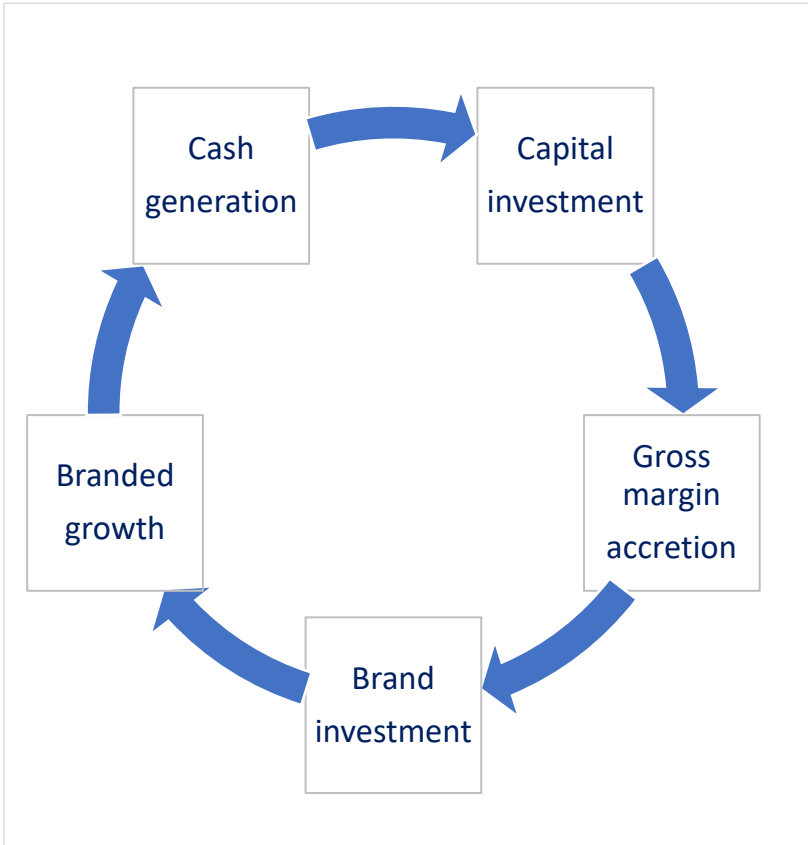 Cash
generation
Capital
investment
Gross
margin
accretion
Brand
investment
Branded
growth